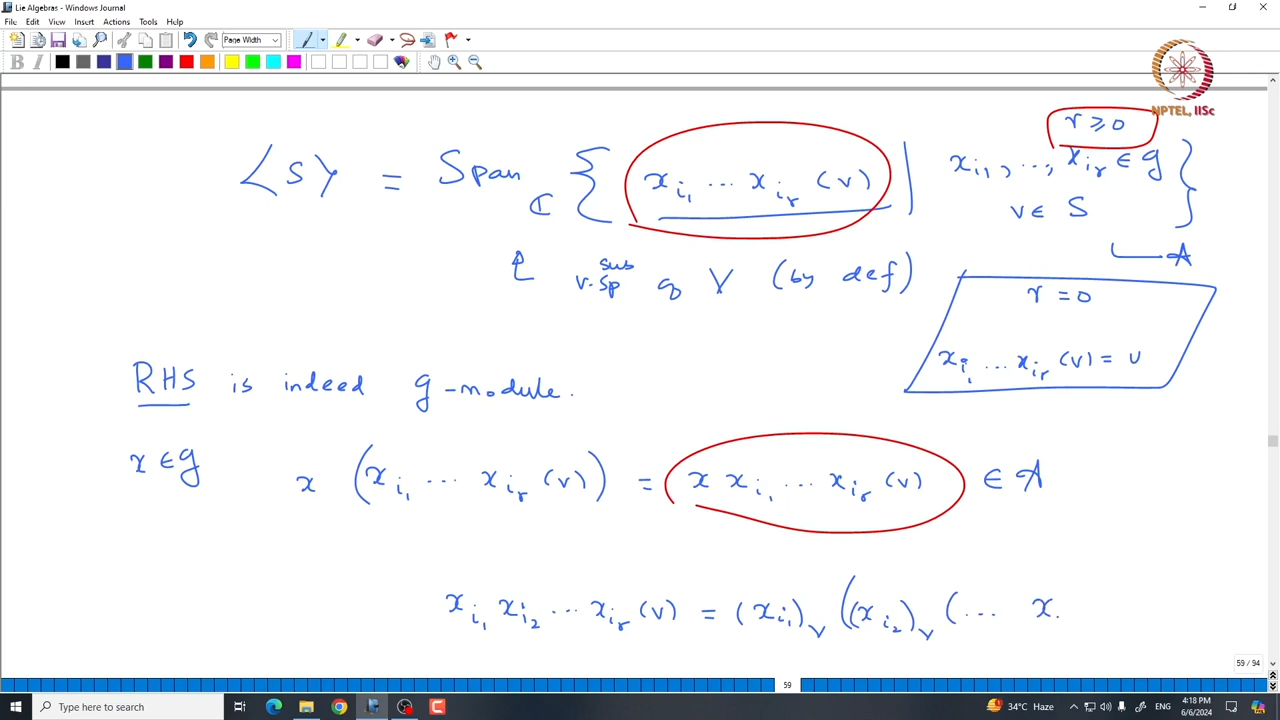 Lie Algebras - Windows Journal
File Edit View Insert Actions Tools Help
Page Width
B I
NPTEL, IISc
r ≥ 0
⟨S⟩ = Span_ℂ { x_{i_1} ... x_{i_r} (v) | x_{i_1}, ..., x_{i_r} ∈ g
v ∈ S }
A
↑ v. sub sp of V (by def)
r = 0
x_{i_1} ... x_{i_r} (v) = v
RHS is indeed g-module.
x ∈ g x (x_{i_1} ... x_{i_r} (v)) = x x_{i_1} ... x_{i_r} (v) ∈ A
x_{i_1} x_{i_2} ... x_{i_r} (v) = (x_{i_1})_V ((x_{i_2})_V (... x
59 / 94
59
Type here to search
34°C Haze
ENG
4:18 PM
6/6/2024